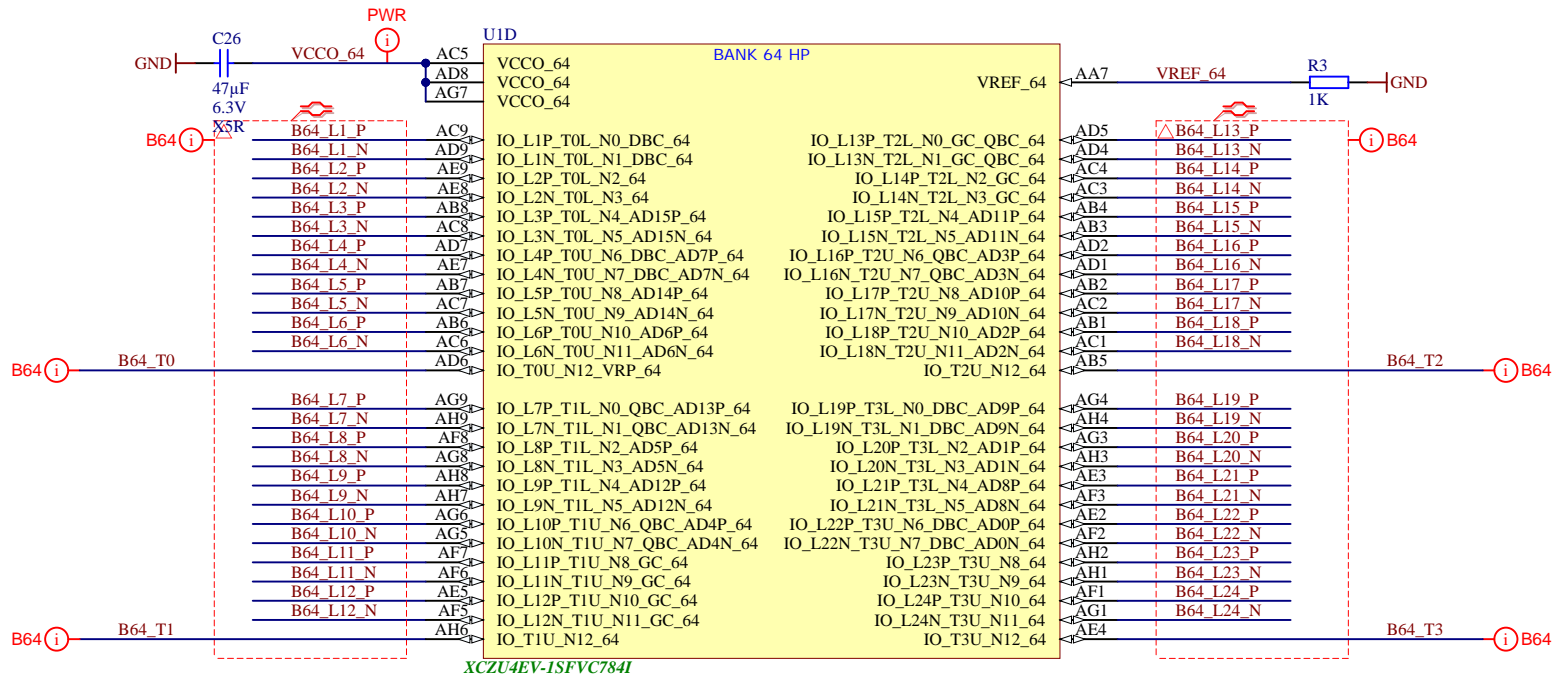 PWR
C26
U1D
GND
VCCO_64
AC5
VCCO_64
BANK 64 HP
47µF
AD8
VCCO_64
VREF_64
AA7
VREF_64
R3
GND
6.3V
AG7
VCCO_64
1K
X5R
B64
B64_L1_P AC9 IO_L1P_T0L_N0_DBC_64 IO_L13P_T2L_N0_GC_QBC_64 AD5 B64_L13_P
B64
B64_L1_N AD9 IO_L1N_T0L_N1_DBC_64 IO_L13N_T2L_N1_GC_QBC_64 AD4 B64_L13_N
B64_L2_P AE9 IO_L2P_T0L_N2_64 IO_L14P_T2L_N2_GC_64 AC4 B64_L14_P
B64_L2_N AE8 IO_L2N_T0L_N3_64 IO_L14N_T2L_N3_GC_64 AC3 B64_L14_N
B64_L3_P AB8 IO_L3P_T0L_N4_AD15P_64 IO_L15P_T2L_N4_AD11P_64 AB4 B64_L15_P
B64_L3_N AC8 IO_L3N_T0L_N5_AD15N_64 IO_L15N_T2L_N5_AD11N_64 AB3 B64_L15_N
B64_L4_P AD7 IO_L4P_T0U_N6_DBC_AD7P_64 IO_L16P_T2U_N6_QBC_AD3P_64 AD2 B64_L16_P
B64_L4_N AE7 IO_L4N_T0U_N7_DBC_AD7N_64 IO_L16N_T2U_N7_QBC_AD3N_64 AD1 B64_L16_N
B64_L5_P AB7 IO_L5P_T0U_N8_AD14P_64 IO_L17P_T2U_N8_AD10P_64 AB2 B64_L17_P
B64_L5_N AC7 IO_L5N_T0U_N9_AD14N_64 IO_L17N_T2U_N9_AD10N_64 AC2 B64_L17_N
B64_L6_P AB6 IO_L6P_T0U_N10_AD6P_64 IO_L18P_T2U_N10_AD2P_64 AB1 B64_L18_P
B64_L6_N AC6 IO_L6N_T0U_N11_AD6N_64 IO_L18N_T2U_N11_AD2N_64 AC1 B64_L18_N
B64 i B64_T0 AD6 IO_T0U_N12_VRP_64 IO_T2U_N12_64 AB5 B64_T2 i B64
B64_L7_P AG9 IO_L7P_T1L_N0_QBC_AD13P_64 IO_L19P_T3L_N0_DBC_AD9P_64 AG4 B64_L19_P
B64_L7_N AH9 IO_L7N_T1L_N1_QBC_AD13N_64 IO_L19N_T3L_N1_DBC_AD9N_64 AH4 B64_L19_N
B64_L8_P AF8 IO_L8P_T1L_N2_AD5P_64 IO_L20P_T3L_N2_AD1P_64 AG3 B64_L20_P
B64_L8_N AG8 IO_L8N_T1L_N3_AD5N_64 IO_L20N_T3L_N3_AD1N_64 AH3 B64_L20_N
B64_L9_P AH8 IO_L9P_T1L_N4_AD12P_64 IO_L21P_T3L_N4_AD8P_64 AE3 B64_L21_P
B64_L9_N AH7 IO_L9N_T1L_N5_AD12N_64 IO_L21N_T3L_N5_AD8N_64 AF3 B64_L21_N
B64_L10_P AG6 IO_L10P_T1U_N6_QBC_AD4P_64 IO_L22P_T3U_N6_DBC_AD0P_64 AE2 B64_L22_P
B64_L10_N AG5 IO_L10N_T1U_N7_QBC_AD4N_64 IO_L22N_T3U_N7_DBC_AD0N_64 AF2 B64_L22_N
B64_L11_P AF7 IO_L11P_T1U_N8_GC_64 IO_L23P_T3U_N8_64 AH2 B64_L23_P
B64_L11_N AF6 IO_L11N_T1U_N9_GC_64 IO_L23N_T3U_N9_64 AH1 B64_L23_N
B64_L12_P AE5 IO_L12P_T1U_N10_GC_64 IO_L24P_T3U_N10_64 AF1 B64_L24_P
B64_L12_N AF5 IO_L12N_T1U_N11_GC_64 IO_L24N_T3U_N11_64 AG1 B64_L24_N
B64 i B64_T1 AH6 IO_T1U_N12_64 IO_T3U_N12_64 AE4 B64_T3 i B64
XCZU4EV-1SFVC784I